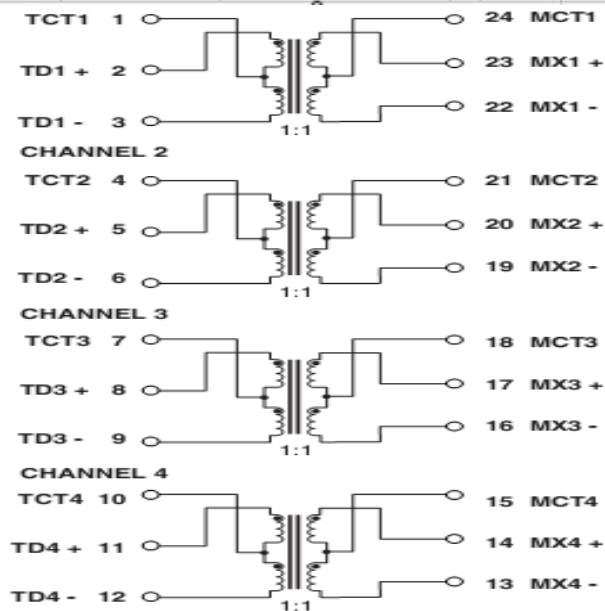 TCT1 1 24 MCT1
TD1 + 2 23 MX1 +
TD1 - 3 22 MX1 -
1:1
CHANNEL 2
TCT2 4 21 MCT2
TD2 + 5 20 MX2 +
TD2 - 6 19 MX2 -
1:1
CHANNEL 3
TCT3 7 18 MCT3
TD3 + 8 17 MX3 +
TD3 - 9 16 MX3 -
1:1
CHANNEL 4
TCT4 10 15 MCT4
TD4 + 11 14 MX4 +
TD4 - 12 13 MX4 -
1:1